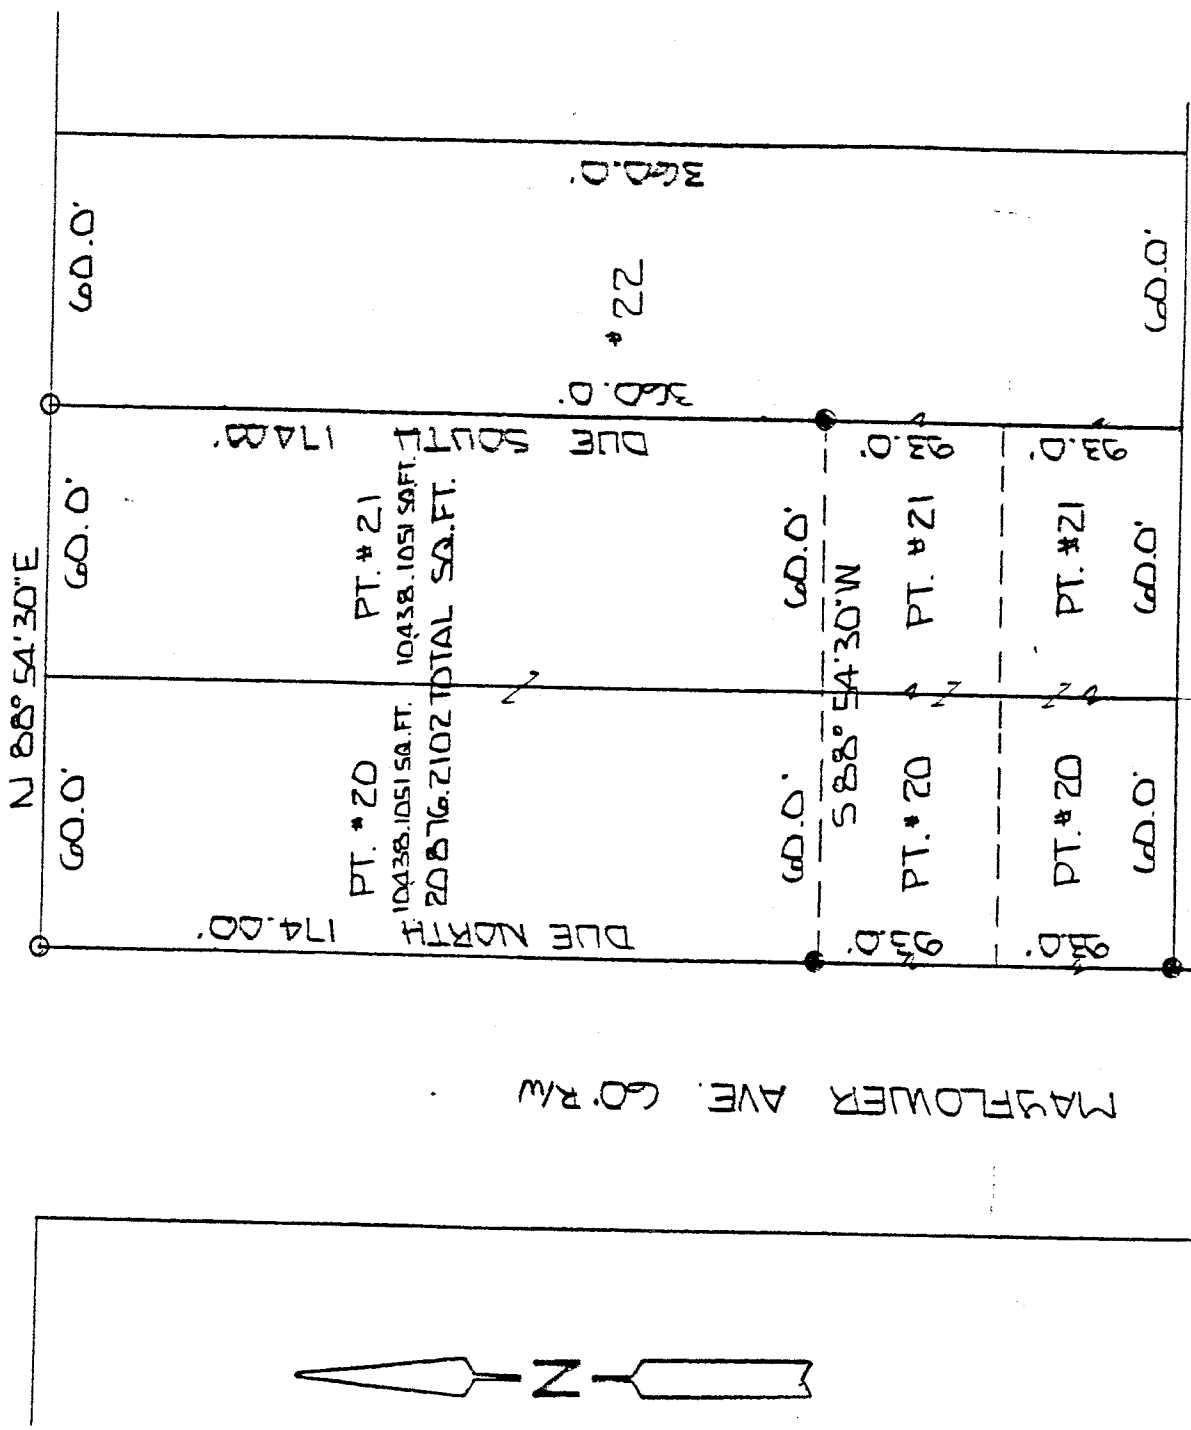 N 88° 54' 30" E
60.0'
60.0'
60.0'
DUE NORTH 174.00'
PT. # 20
10438.1051 SQ.FT.
PT. # 21
10438.1051 SQ.FT.
20876.2102 TOTAL SQ.FT.
DUE SOUTH 174.00'
360.0'
# 22
360.0'
60.0'
60.0'
S 88° 54' 30" W
93.0'
PT. # 20
PT. # 21
93.0'
93.0'
PT. # 20
PT. # 21
93.0'
60.0'
60.0'
60.0'
MAYFLOWER AVE. 60' R/W
N